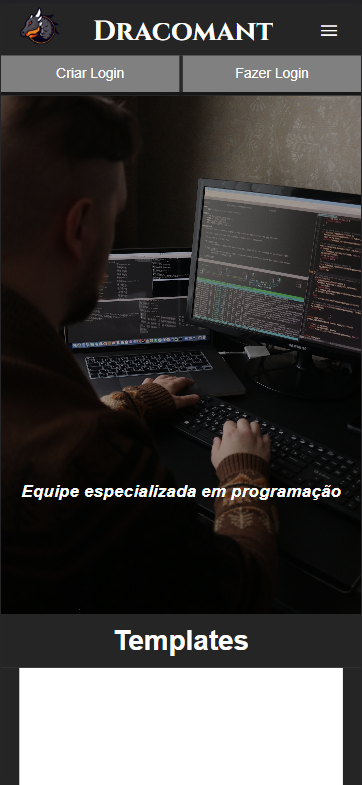 Dracomant
Criar Login
Fazer Login
Equipe especializada em programação
Templates